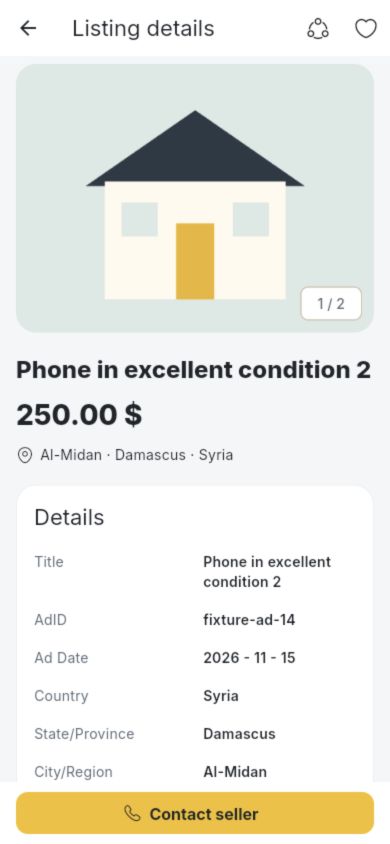 Listing details
1 / 2
Phone in excellent condition 2
250.00 $
Al-Midan · Damascus · Syria
Details
Title Phone in excellent
condition 2
AdID fixture-ad-14
Ad Date 2026 - 11 - 15
Country Syria
State/Province Damascus
City/Region Al-Midan
Contact seller